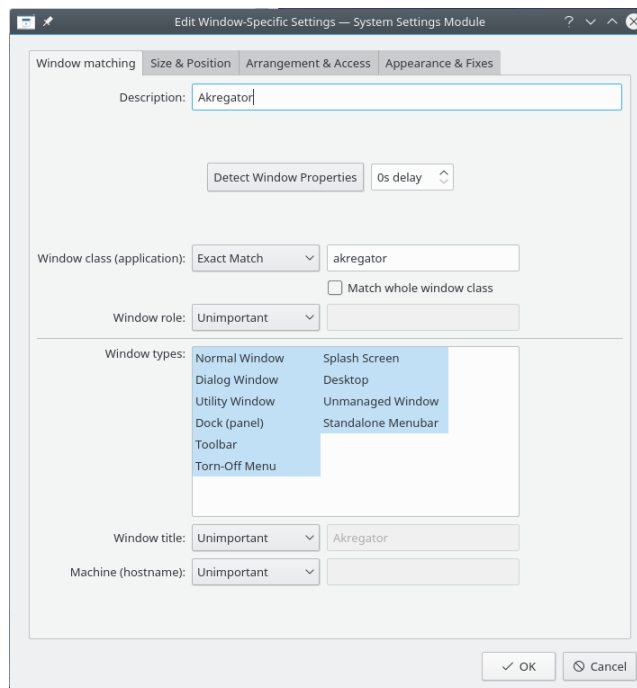 Edit Window-Specific Settings — System Settings Module
Window matching Size & Position Arrangement & Access Appearance & Fixes
Description: Akregator
Detect Window Properties 0s delay
Window class (application): Exact Match akregator
Match whole window class
Window role: Unimportant
Window types:
Normal Window Splash Screen
Dialog Window Desktop
Utility Window Unmanaged Window
Dock (panel) Standalone Menubar
Toolbar
Torn-Off Menu
Window title: Unimportant Akregator
Machine (hostname): Unimportant
OK Cancel